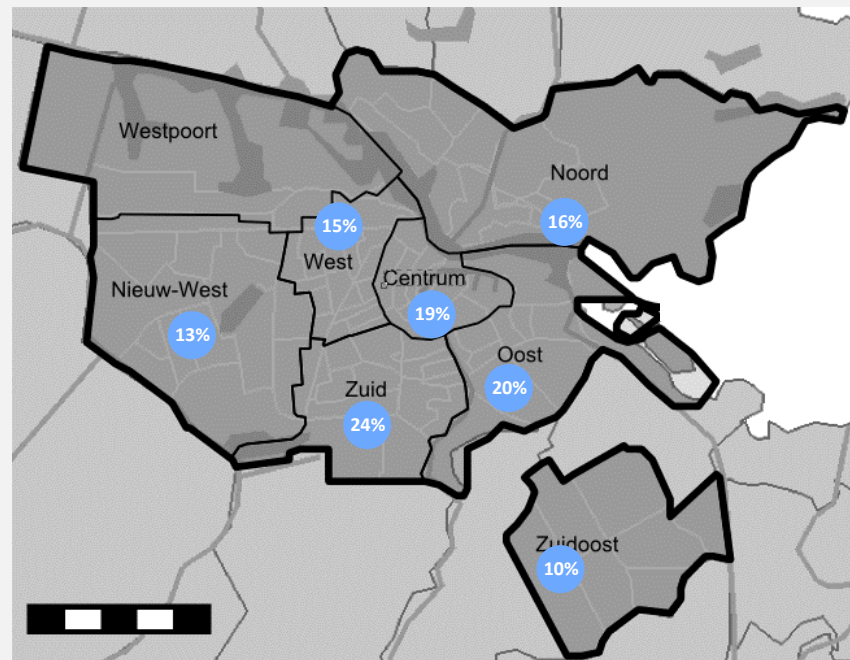 Westpoort
Noord
16%
15%
West
Centrum
19%
Nieuw-West
13%
Oost
20%
Zuid
24%
Zuidoost
10%